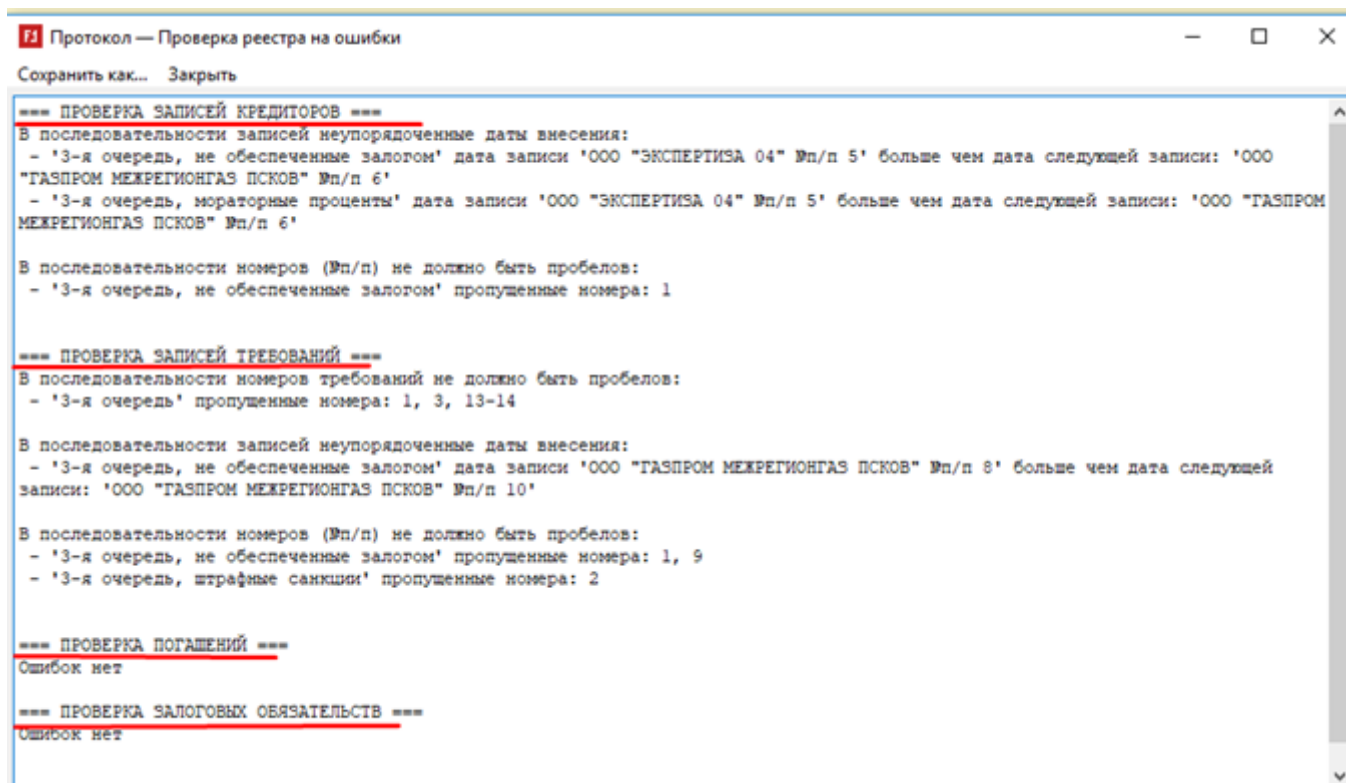 Протокол — Проверка реестра на ошибки
Сохранить как... Закрыть
=== ПРОВЕРКА ЗАПИСЕЙ КРЕДИТОРОВ ===
В последовательности записей неупорядоченные даты внесения:
- '3-я очередь, не обеспеченные залогом' дата записи 'ООО "ЭКСПЕРТИЗА 04" №п/п 5' больше чем дата следующей записи: 'ООО
"ГАЗПРОМ МЕЖРЕГИОНГАЗ ПСКОВ" №п/п 6'
- '3-я очередь, мораторные проценты' дата записи 'ООО "ЭКСПЕРТИЗА 04" №п/п 5' больше чем дата следующей записи: 'ООО "ГАЗПРОМ
МЕЖРЕГИОНГАЗ ПСКОВ" №п/п 6'
В последовательности номеров (№п/п) не должно быть пробелов:
- '3-я очередь, не обеспеченные залогом' пропущенные номера: 1
=== ПРОВЕРКА ЗАПИСЕЙ ТРЕБОВАНИЙ ===
В последовательности номеров требований не должно быть пробелов:
- '3-я очередь' пропущенные номера: 1, 3, 13-14
В последовательности записей неупорядоченные даты внесения:
- '3-я очередь, не обеспеченные залогом' дата записи 'ООО "ГАЗПРОМ МЕЖРЕГИОНГАЗ ПСКОВ" №п/п 8' больше чем дата следующей
записи: 'ООО "ГАЗПРОМ МЕЖРЕГИОНГАЗ ПСКОВ" №п/п 10'
В последовательности номеров (№п/п) не должно быть пробелов:
- '3-я очередь, не обеспеченные залогом' пропущенные номера: 1, 9
- '3-я очередь, штрафные санкции' пропущенные номера: 2
=== ПРОВЕРКА ПОГАШЕНИЙ ===
Ошибок нет
=== ПРОВЕРКА ЗАЛОГОВЫХ ОБЯЗАТЕЛЬСТВ ===
Ошибок нет